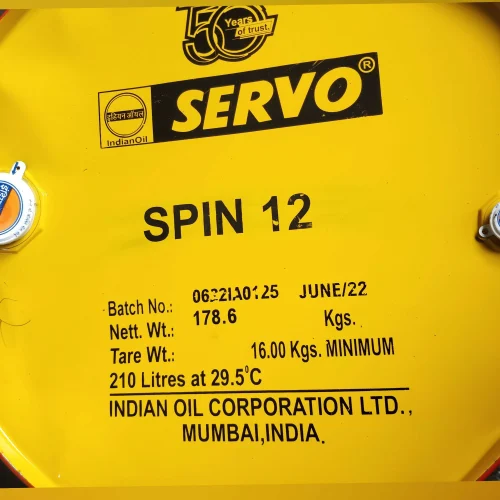 50 Years
of trust.
SERVO®
इंडियन ऑयल
IndianOil
SPIN 12
Batch No.: 0622IA0125 JUNE/22
Nett. Wt.: 178.6 Kgs.
Tare Wt.: 16.00 Kgs. MINIMUM
210 Litres at 29.5°C
INDIAN OIL CORPORATION LTD.,
MUMBAI,INDIA.